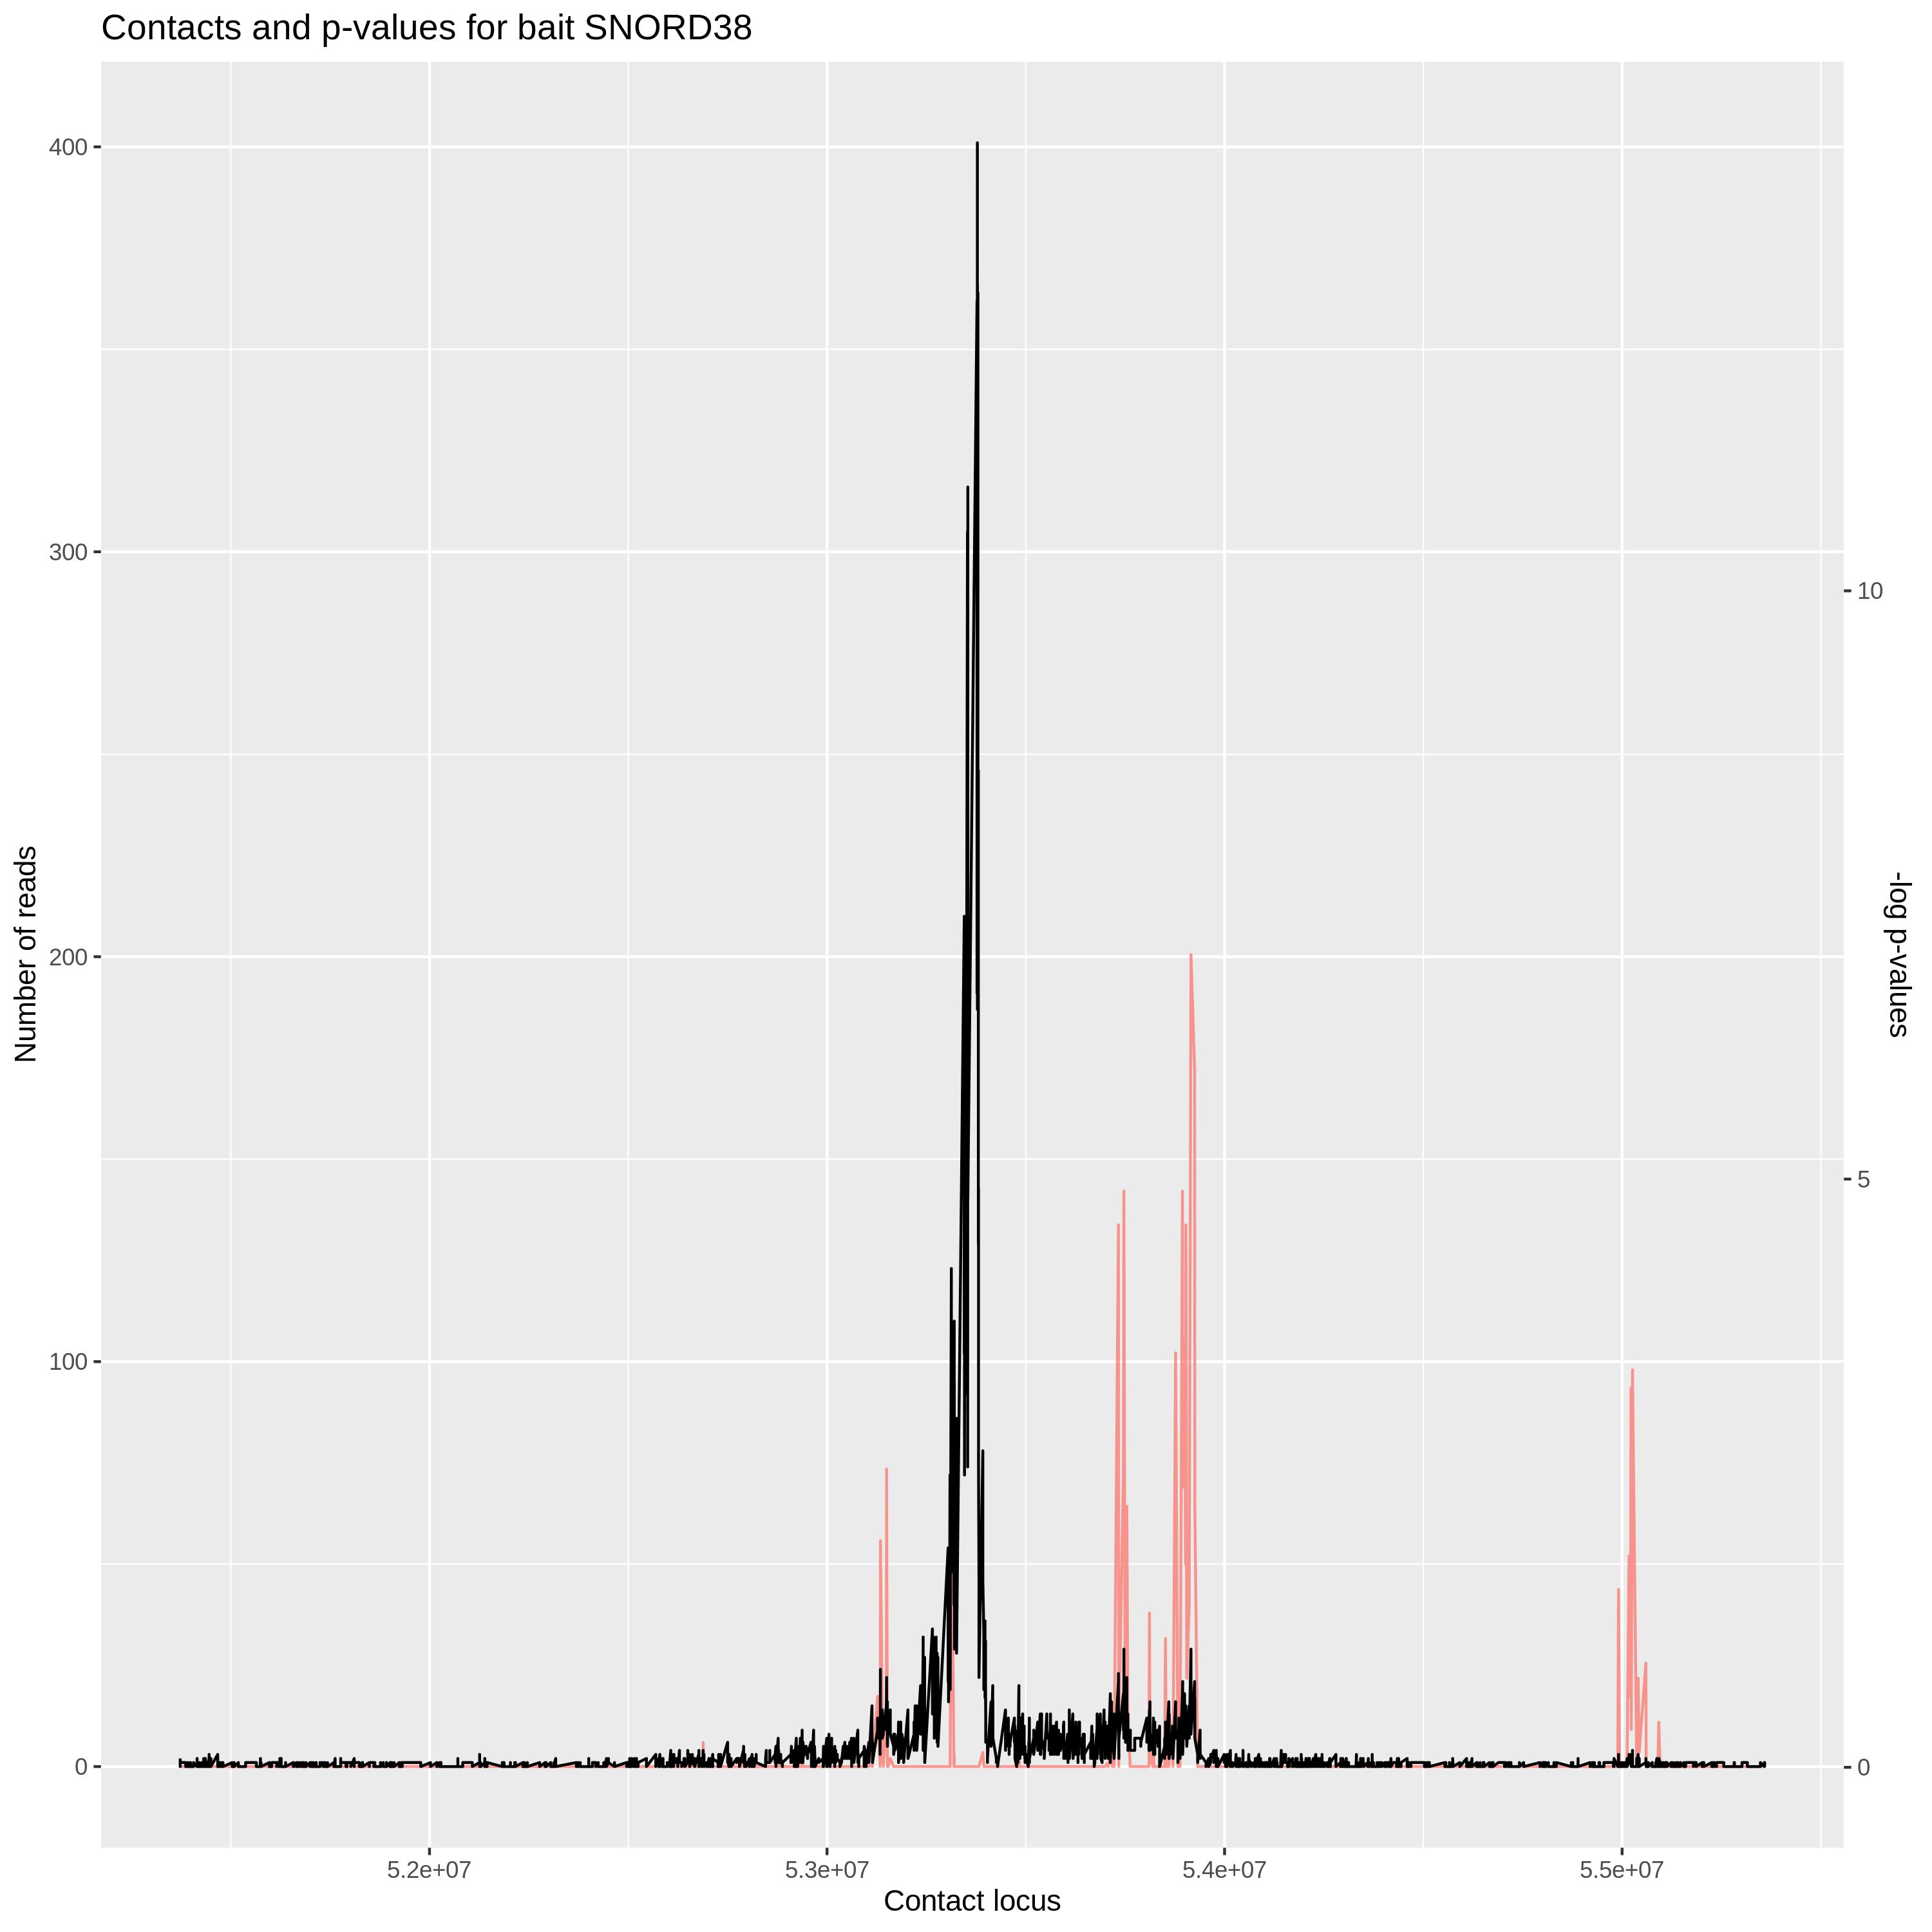 Contacts and p-values for bait SNORD38
400
300
200
100
0
Number of reads
10
5
0
-log p-values
5.2e+07
5.3e+07
5.4e+07
5.5e+07
Contact locus